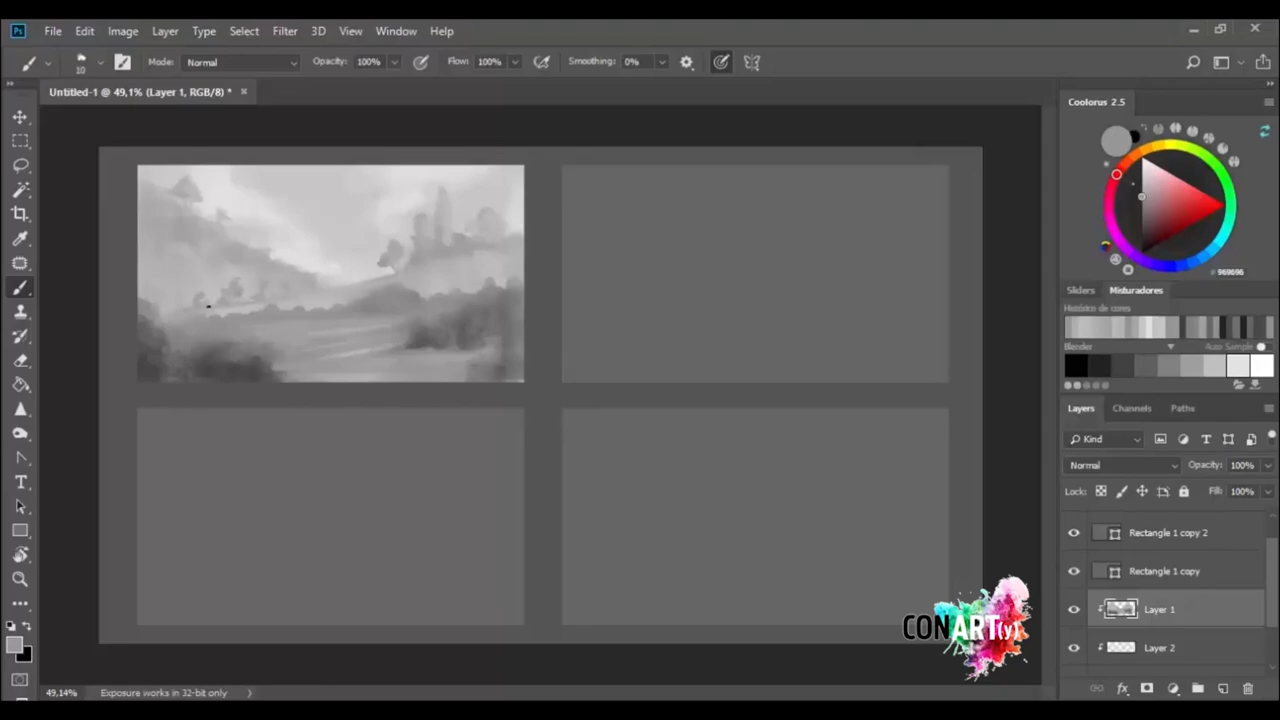 Ps File Edit Image Layer Type Select Filter 3D View Window Help
10 Mode: Normal Opacity: 100% Flow: 100% Smoothing: 0%
Untitled-1 @ 49,1% (Layer 1, RGB/8) *
Coolorus 2.5
969696
Sliders Misturadores
Histórico de cores
Blender Auto Sample
Layers Channels Paths
Kind
Normal Opacity: 100%
Lock: Fill: 100%
Rectangle 1 copy 2
Rectangle 1 copy
Layer 1
Layer 2
CONART(y)
49,14% Exposure works in 32-bit only